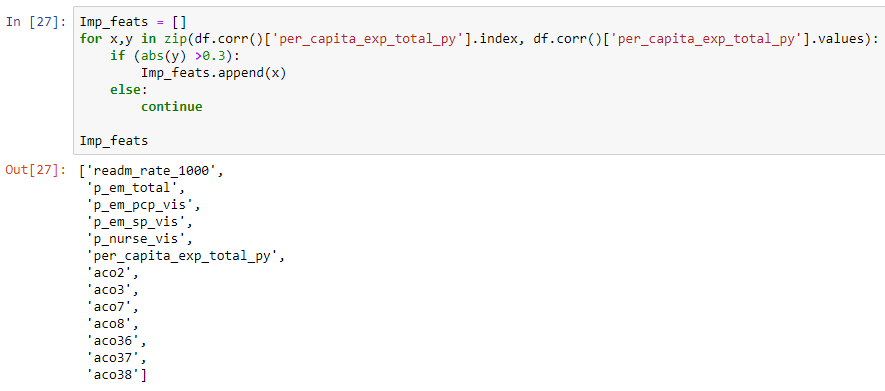 In [27]: Imp_feats = []
for x,y in zip(df.corr()['per_capita_exp_total_py'].index, df.corr()['per_capita_exp_total_py'].values):
    if (abs(y) >0.3):
        Imp_feats.append(x)
    else:
        continue

Imp_feats
Out[27]: ['readm_rate_1000',
 'p_em_total',
 'p_em_pcp_vis',
 'p_em_sp_vis',
 'p_nurse_vis',
 'per_capita_exp_total_py',
 'aco2',
 'aco3',
 'aco7',
 'aco8',
 'aco36',
 'aco37',
 'aco38']